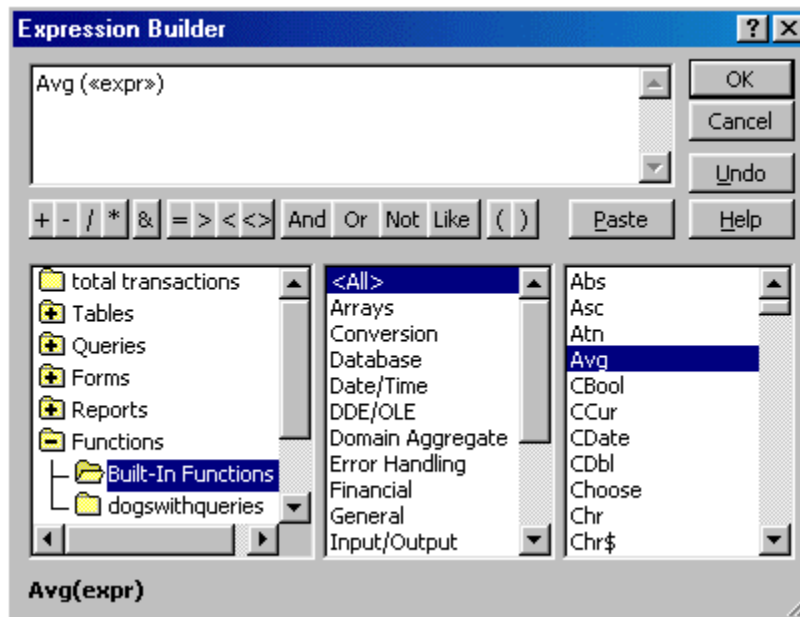 Expression Builder
Avg («expr»)
OK
Cancel
Undo
+ - / * & = > < <> And Or Not Like ( ) Paste Help
total transactions
Tables
Queries
Forms
Reports
Functions
Built-In Functions
dogswithqueries
<All>
Arrays
Conversion
Database
Date/Time
DDE/OLE
Domain Aggregate
Error Handling
Financial
General
Input/Output
Abs
Asc
Atn
Avg
CBool
CCur
CDate
CDbl
Choose
Chr
Chr$
Avg(expr)